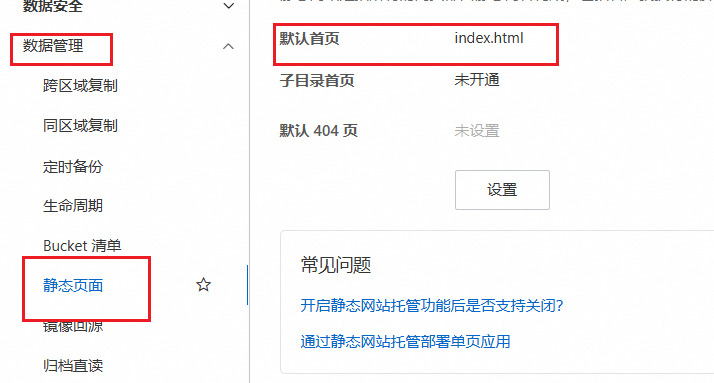 数据安全
数据管理
跨区域复制
同区域复制
定时备份
生命周期
Bucket 清单
静态页面
镜像回源
归档直读
默认首页 index.html
子目录首页 未开通
默认 404 页 未设置
设置
常见问题
开启静态网站托管功能后是否支持关闭?
通过静态网站托管部署单页应用